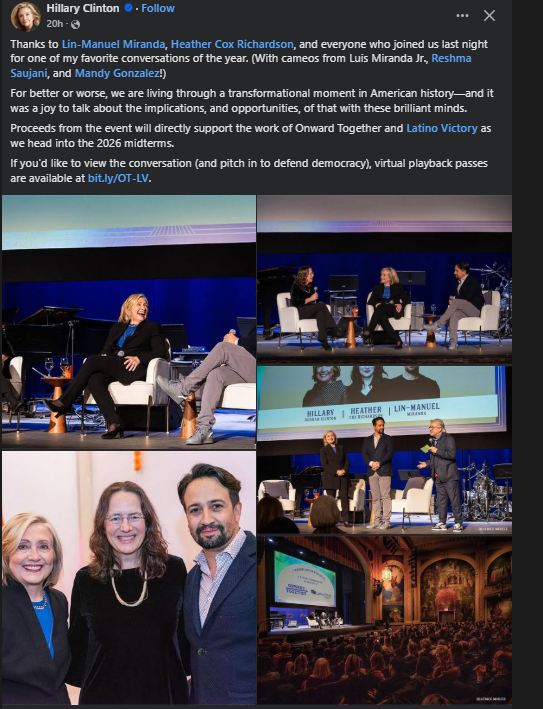 Hillary Clinton · Follow
20h ·
Thanks to Lin-Manuel Miranda, Heather Cox Richardson, and everyone who joined us last night
for one of my favorite conversations of the year. (With cameos from Luis Miranda Jr., Reshma
Saujani, and Mandy Gonzalez!)
For better or worse, we are living through a transformational moment in American history—and it
was a joy to talk about the implications, and opportunities, of that with these brilliant minds.
Proceeds from the event will directly support the work of Onward Together and Latino Victory as
we head into the 2026 midterms.
If you'd like to view the conversation (and pitch in to defend democracy), virtual playback passes
are available at bit.ly/OT-LV.
HILLARY | HEATHER | LIN-MANUEL
RODHAM CLINTON COX RICHARDSON MIRANDA